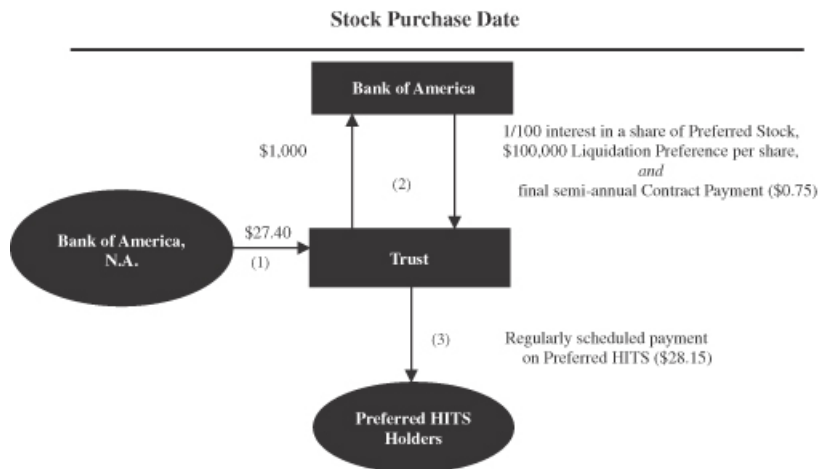 Stock Purchase Date
Bank of America
$1,000
(2)
1/100 interest in a share of Preferred Stock,
$100,000 Liquidation Preference per share,
and
final semi-annual Contract Payment ($0.75)
Bank of America,
N.A.
$27.40
(1)
Trust
(3)
Regularly scheduled payment
on Preferred HITS ($28.15)
Preferred HITS
Holders